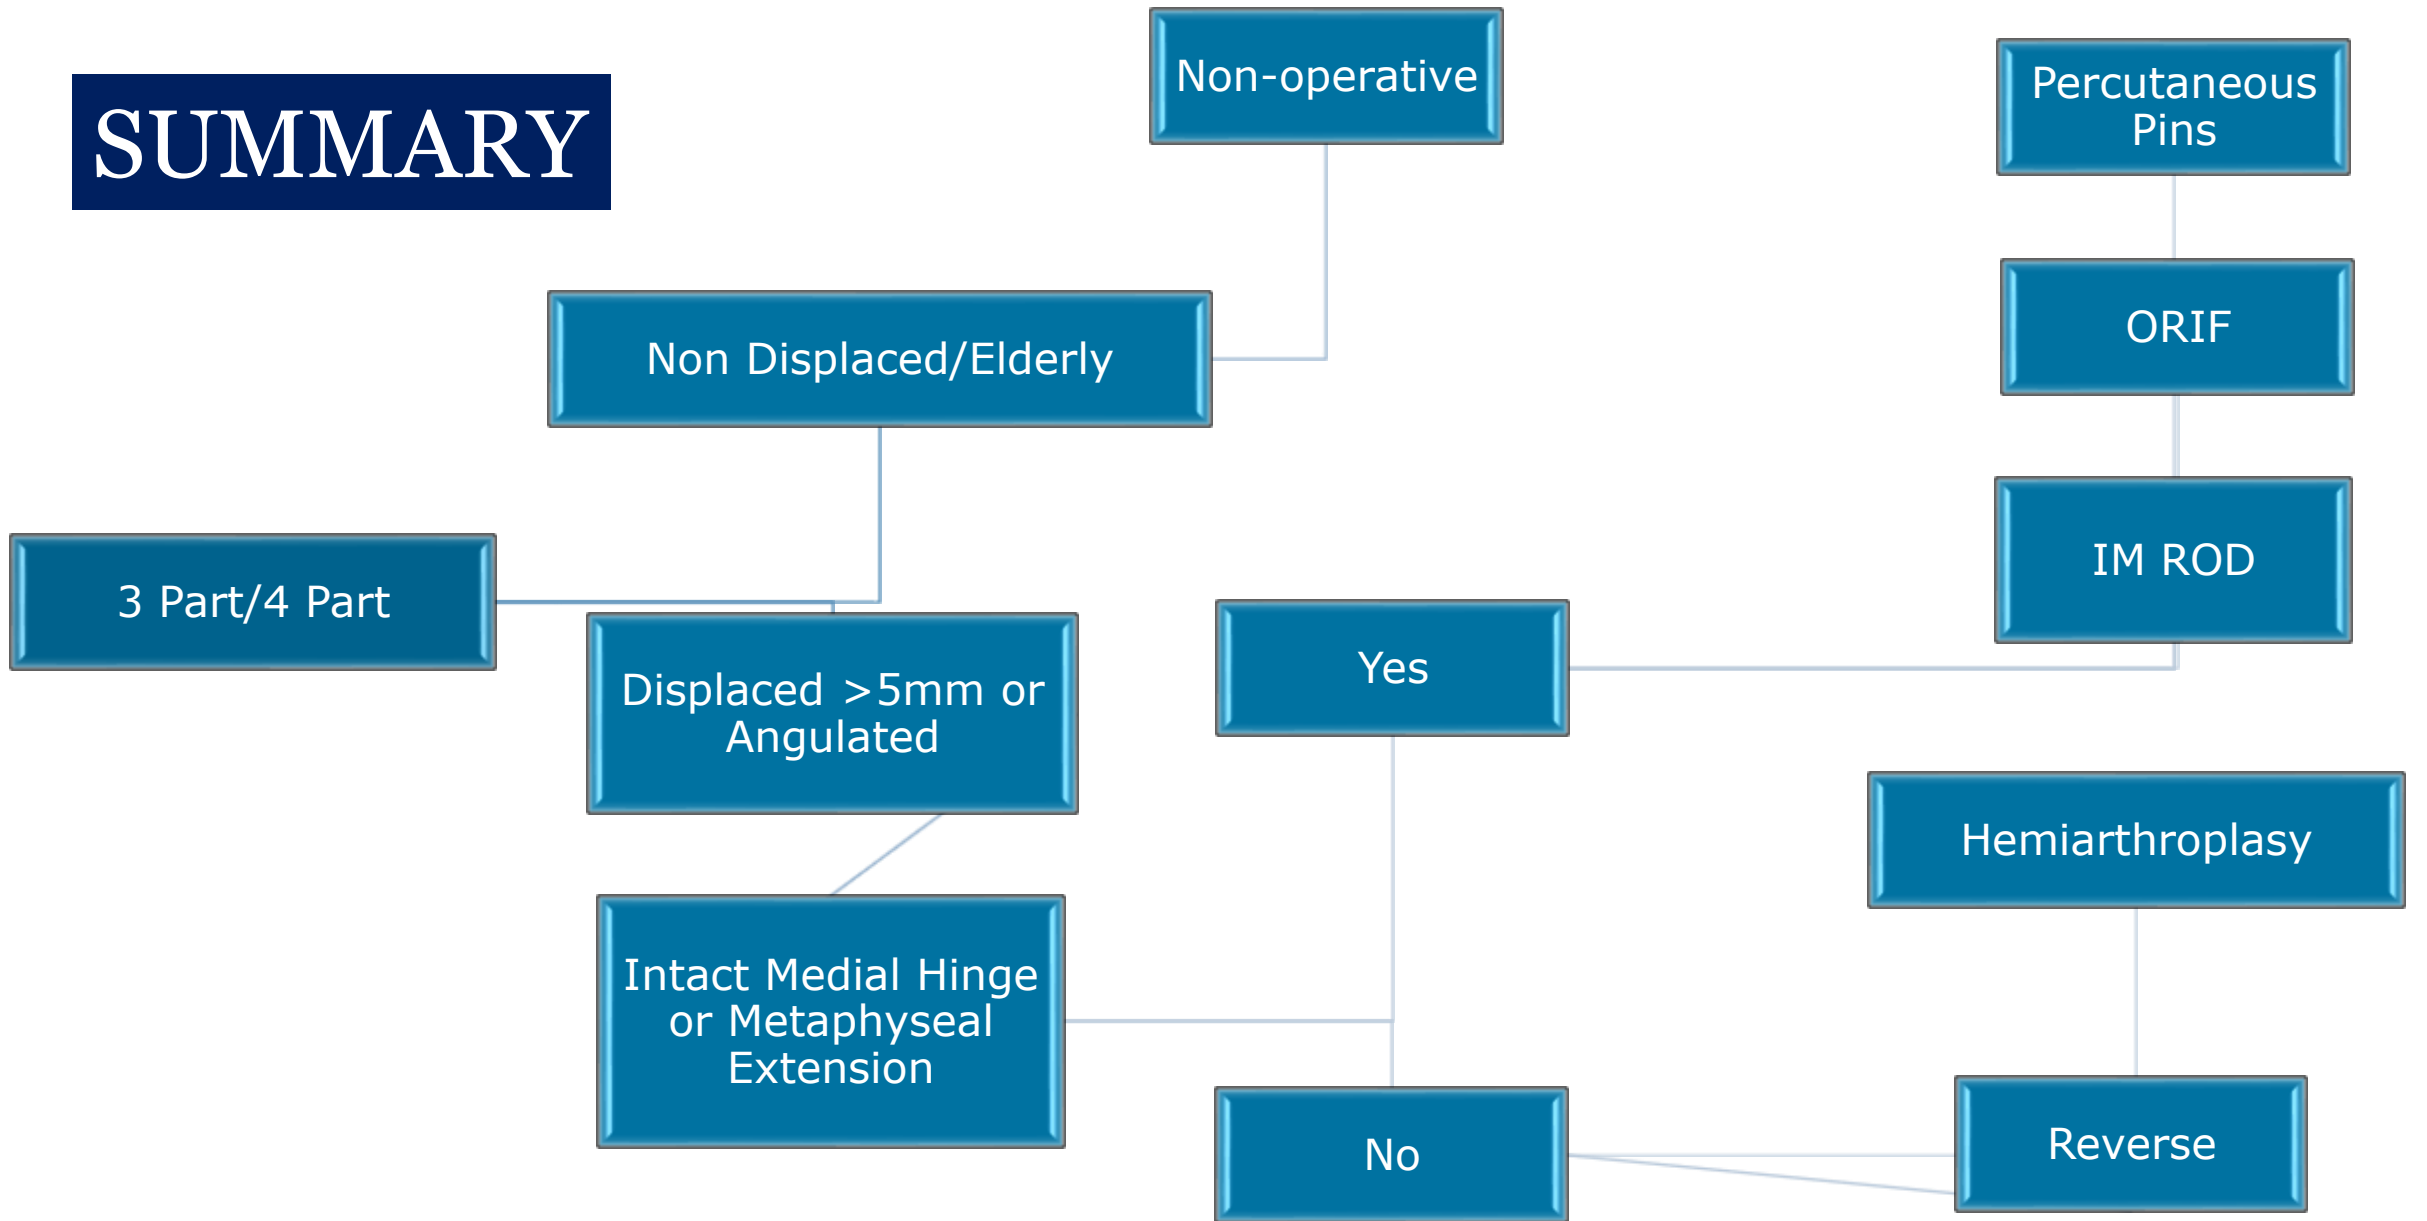 SUMMARY
Non-operative
Percutaneous
Pins
Non Displaced/Elderly
ORIF
3 Part/4 Part
IM ROD
Displaced >5mm or
Angulated
Yes
Hemiarthroplasy
Intact Medial Hinge
or Metaphyseal
Extension
No
Reverse